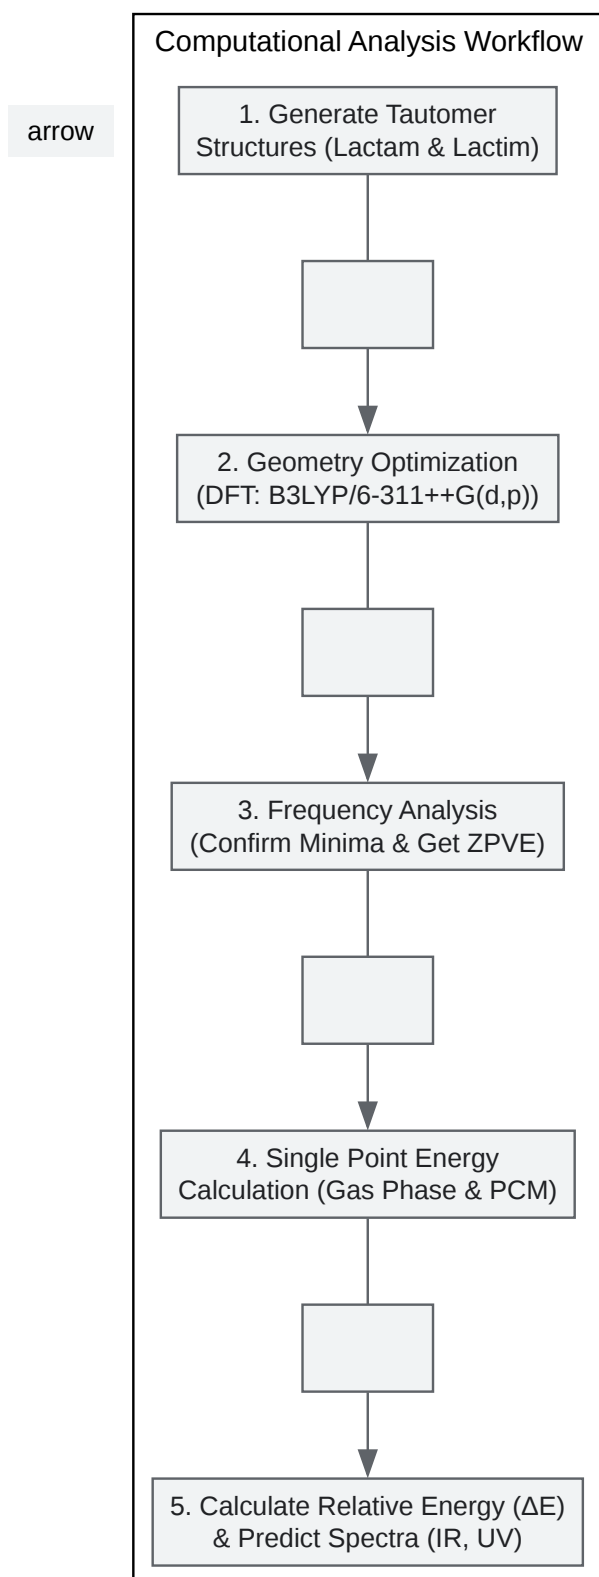 Computational Analysis Workflow
arrow
1. Generate Tautomer
Structures (Lactam & Lactim)
2. Geometry Optimization
(DFT: B3LYP/6-311++G(d,p))
3. Frequency Analysis
(Confirm Minima & Get ZPVE)
4. Single Point Energy
Calculation (Gas Phase & PCM)
5. Calculate Relative Energy (ΔE)
& Predict Spectra (IR, UV)